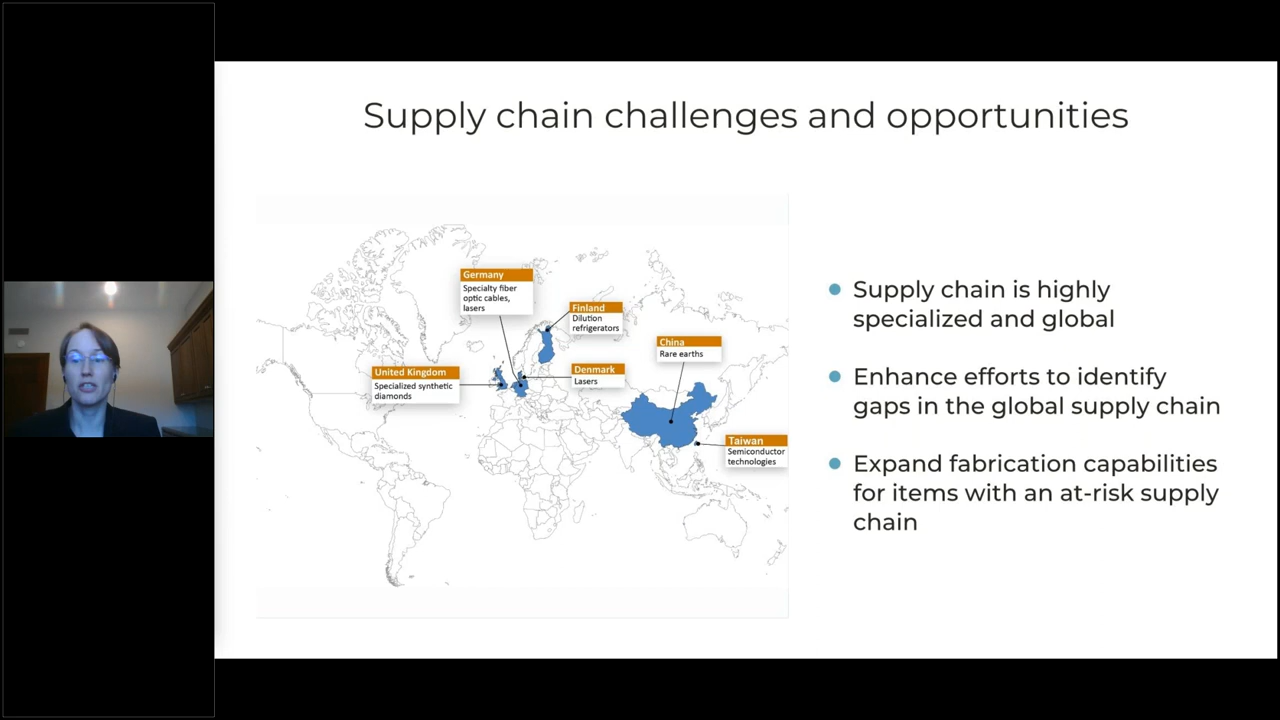 Supply chain challenges and opportunities
Germany
Specialty fiber
optic cables,
lasers
Finland
Dilution
refrigerators
China
Rare earths
United Kingdom
Specialized synthetic
diamonds
Denmark
Lasers
Taiwan
Semiconductor
technologies
Supply chain is highly
specialized and global
Enhance efforts to identify
gaps in the global supply chain
Expand fabrication capabilities
for items with an at-risk supply
chain